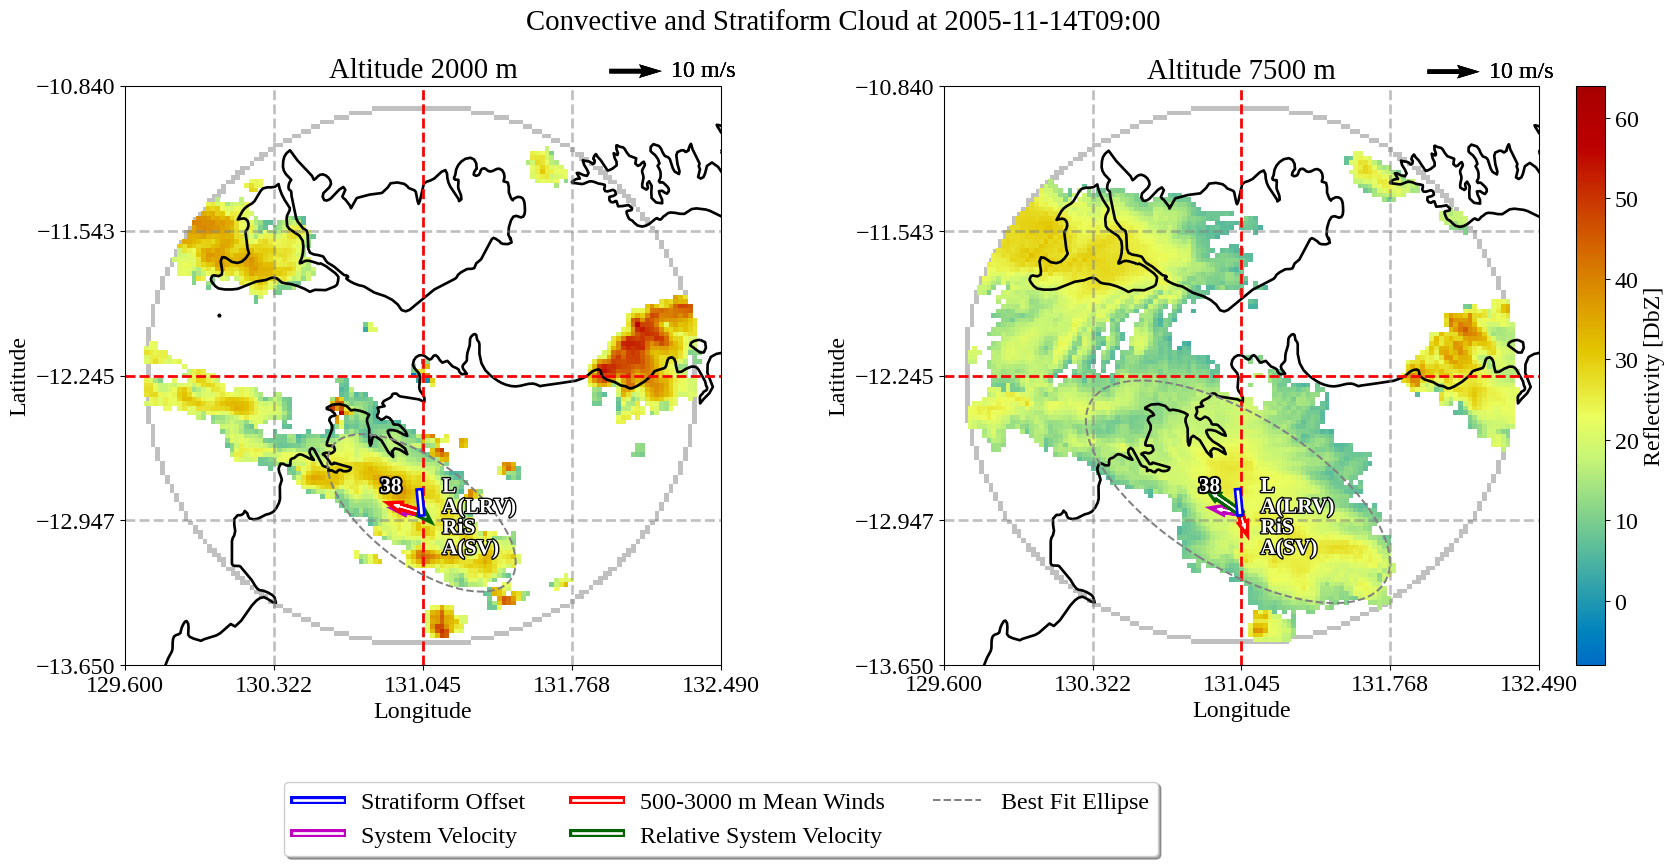 Convective and Stratiform Cloud at 2005-11-14T09:00
Altitude 2000 m
10 m/s
Altitude 7500 m
10 m/s
−10.840
−11.543
−12.245
−12.947
−13.650
Latitude
129.600
130.322
131.045
131.768
132.490
Longitude
38
L
A(LRV)
RiS
A(SV)
−10.840
−11.543
−12.245
−12.947
−13.650
Latitude
129.600
130.322
131.045
131.768
132.490
Longitude
38
L
A(LRV)
RiS
A(SV)
60
50
40
30
20
10
0
Reflectivity [DbZ]
Stratiform Offset
System Velocity
500-3000 m Mean Winds
Relative System Velocity
Best Fit Ellipse